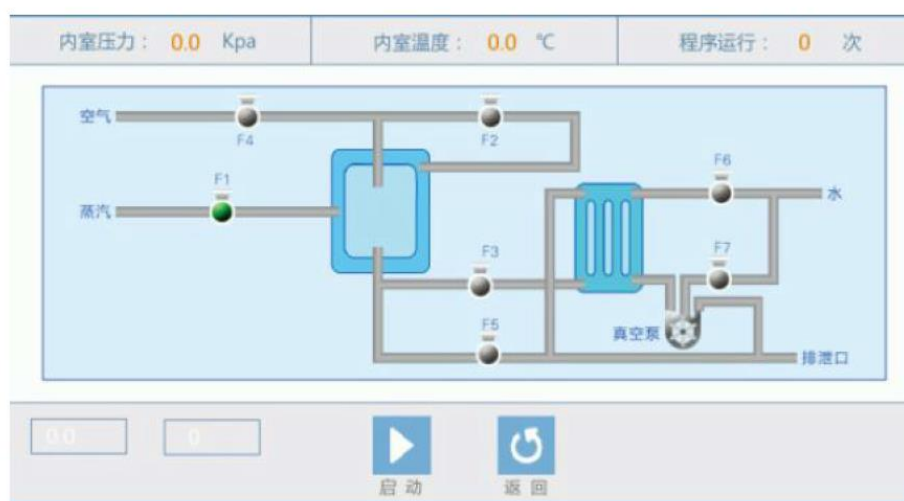 内室压力： 0.0 Kpa 内室温度： 0.0 ℃ 程序运行： 0 次
空气
F4
F2
F1
蒸汽
F6
水
F3
F7
F5
真空泵
排泄口
0.0 0
启动 返回